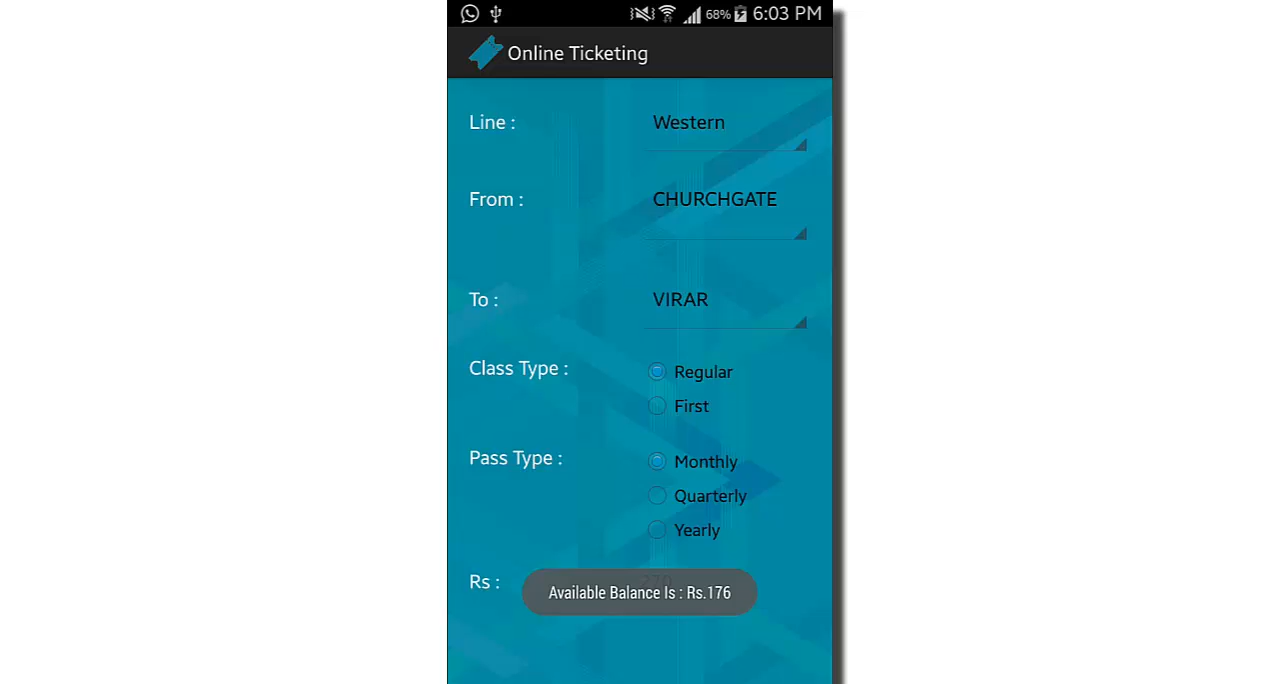 68% 6:03 PM
Online Ticketing
Line : Western
From : CHURCHGATE
To : VIRAR
Class Type : Regular
First
Pass Type : Monthly
Quarterly
Yearly
Rs :
Available Balance Is : Rs.176